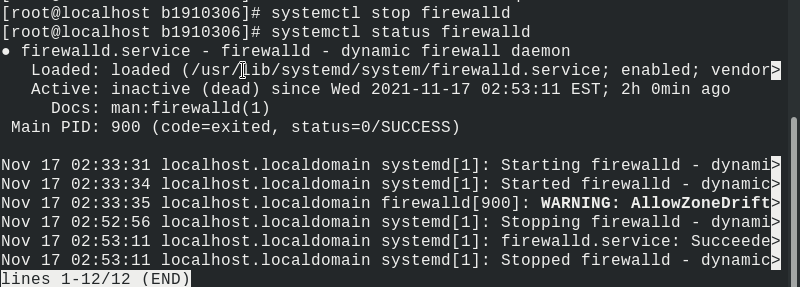 [root@localhost b1910306]# systemctl stop firewalld
[root@localhost b1910306]# systemctl status firewalld
● firewalld.service - firewalld - dynamic firewall daemon
   Loaded: loaded (/usr/lib/systemd/system/firewalld.service; enabled; vendor>
   Active: inactive (dead) since Wed 2021-11-17 02:53:11 EST; 2h 0min ago
     Docs: man:firewalld(1)
 Main PID: 900 (code=exited, status=0/SUCCESS)

Nov 17 02:33:31 localhost.localdomain systemd[1]: Starting firewalld - dynami>
Nov 17 02:33:34 localhost.localdomain systemd[1]: Started firewalld - dynamic>
Nov 17 02:33:35 localhost.localdomain firewalld[900]: WARNING: AllowZoneDrift>
Nov 17 02:52:56 localhost.localdomain systemd[1]: Stopping firewalld - dynami>
Nov 17 02:53:11 localhost.localdomain systemd[1]: firewalld.service: Succeede>
Nov 17 02:53:11 localhost.localdomain systemd[1]: Stopped firewalld - dynamic>
lines 1-12/12 (END)